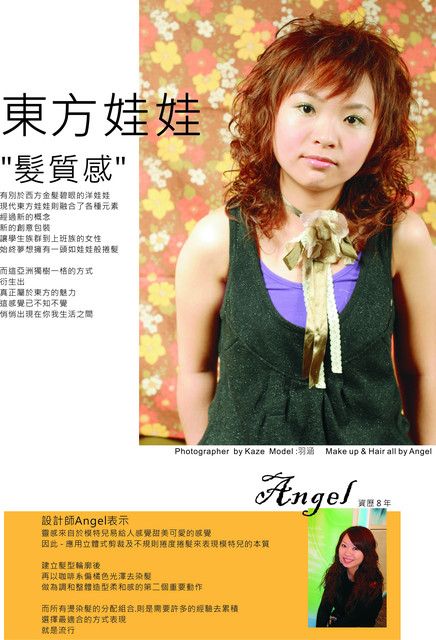 東方娃娃
"髮質感"
有別於西方金髮碧眼的洋娃娃
現代東方娃娃則融合了各種元素
經過新的概念
新的創意包裝
讓學生族群到上班族的女性
始終夢想擁有一頭如娃娃般捲髮
而這亞洲獨樹一格的方式
衍生出
真正屬於東方的魅力
這感覺已不知不覺
悄悄出現在你我生活之間
Photographer by Kaze Model :羽涵 Make up & Hair all by Angel
Angel 資歷 8 年
設計師Angel表示
靈感來自於模特兒易給人感覺甜美可愛的感覺
因此 - 應用立體式剪裁及不規則捲度捲髮來表現模特兒的本質
建立髮型輪廓後
再以咖啡系偏橘色光澤去染髮
做為調和整體造型柔和感的第二個重要動作
而所有燙染髮的分配組合,則是需要許多的經驗去累積
選擇最適合的方式表現
就是流行